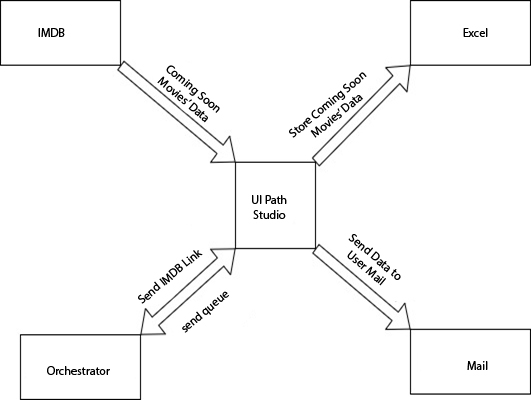 IMDB
Excel
Coming Soon
Movies' Data
Store Coming Soon
Movies' Data
UI Path
Studio
Send IMDB Link
send queue
Send Data to
User Mail
Orchestrator
Mail